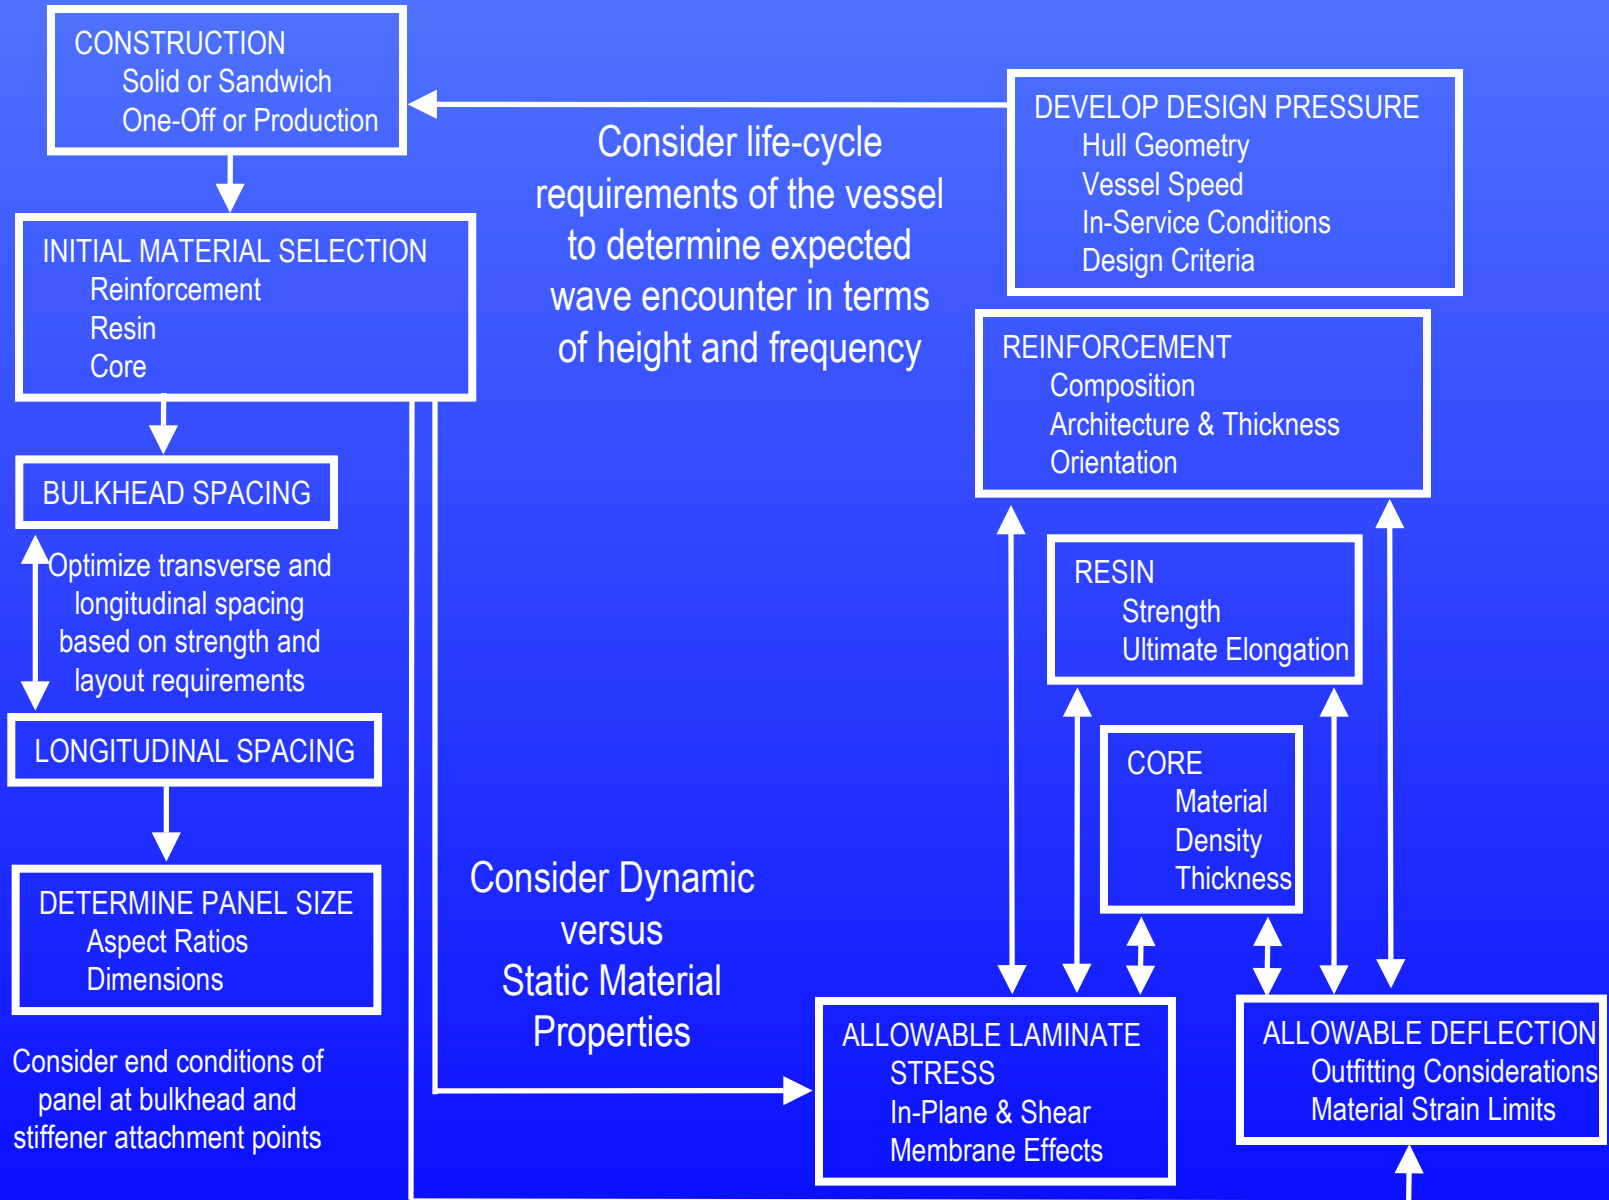 CONSTRUCTION
Solid or Sandwich
One-Off or Production
INITIAL MATERIAL SELECTION
Reinforcement
Resin
Core
BULKHEAD SPACING
Optimize transverse and
longitudinal spacing
based on strength and
layout requirements
LONGITUDINAL SPACING
DETERMINE PANEL SIZE
Aspect Ratios
Dimensions
Consider end conditions of
panel at bulkhead and
stiffener attachment points
Consider life-cycle
requirements of the vessel
to determine expected
wave encounter in terms
of height and frequency
Consider Dynamic
versus
Static Material
Properties
DEVELOP DESIGN PRESSURE
Hull Geometry
Vessel Speed
In-Service Conditions
Design Criteria
REINFORCEMENT
Composition
Architecture & Thickness
Orientation
RESIN
Strength
Ultimate Elongation
CORE
Material
Density
Thickness
ALLOWABLE LAMINATE
STRESS
In-Plane & Shear
Membrane Effects
ALLOWABLE DEFLECTION
Outfitting Considerations
Material Strain Limits